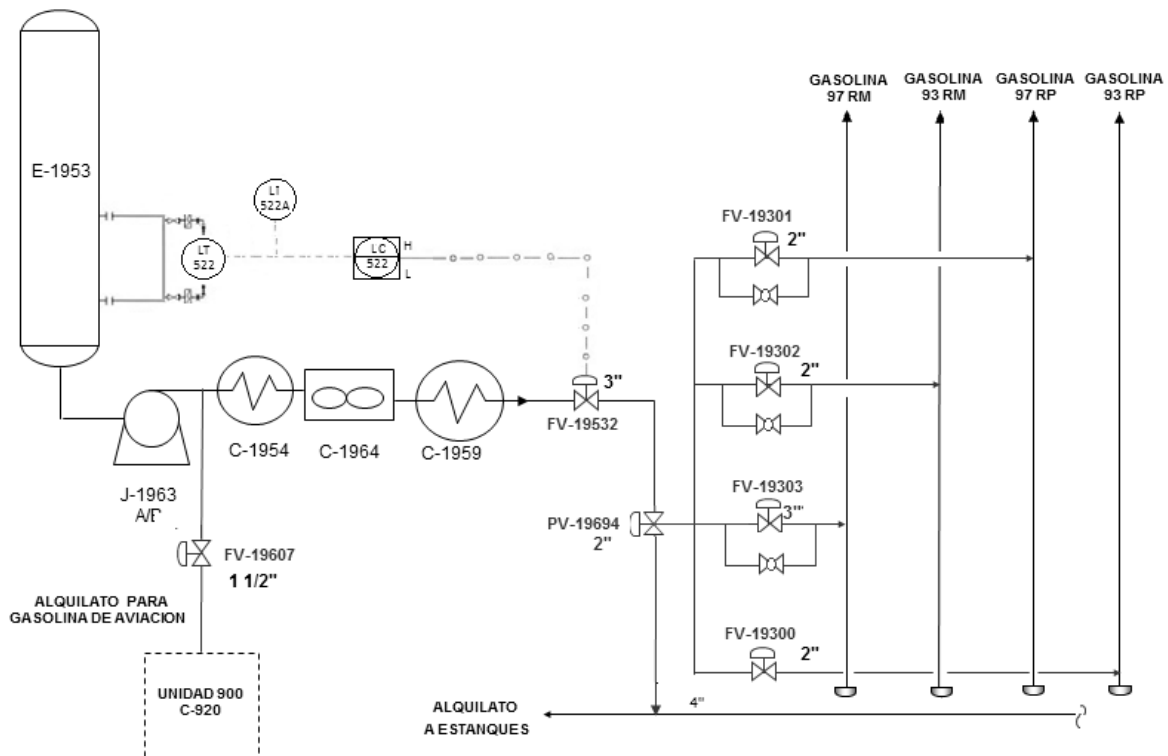 GASOLINA
97 RM
GASOLINA
93 RM
GASOLINA
97 RP
GASOLINA
93 RP
E-1953
LT
522A
LT
522
LC
522
H
L
FV-19301
2"
FV-19302
2"
3"
FV-19532
C-1954
C-1964
C-1959
J-1963
FV-19303
3"
PV-19694
2"
FV-19607
1 1/2"
ALQUILATO PARA
GASOLINA DE AVIACION
FV-19300
2"
UNIDAD 900
C-920
4"
ALQUILATO
A ESTANQUES